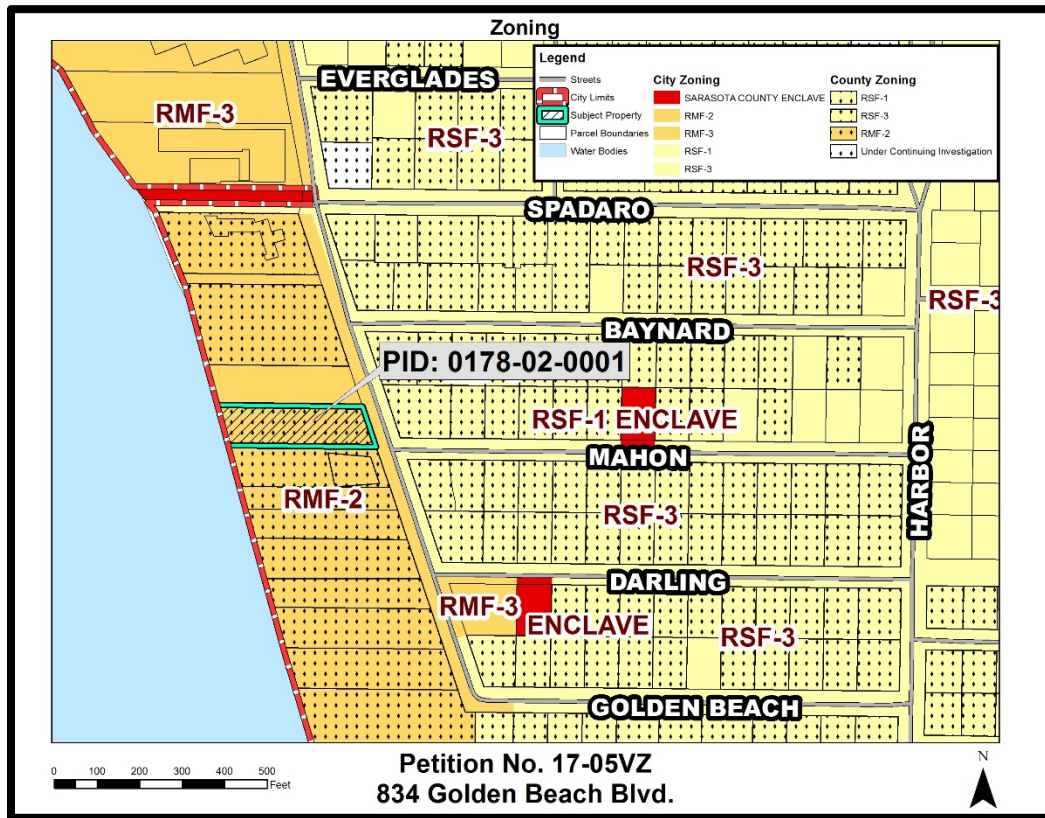 Zoning
Legend
Streets
City Limits
Subject Property
Parcel Boundaries
Water Bodies
City Zoning
SARASOTA COUNTY ENCLAVE
RMF-2
RMF-3
RSF-1
RSF-3
County Zoning
RSF-1
RSF-3
RMF-2
Under Continuing Investigation
EVERGLADES
RMF-3
RSF-3
SPADARO
RSF-3
RSF-3
BAYNARD
PID: 0178-02-0001
RSF-1 ENCLAVE
MAHON
HARBOR
RMF-2
RSF-3
DARLING
RMF-3
ENCLAVE
RSF-3
GOLDEN BEACH
0 100 200 300 400 500
Feet
Petition No. 17-05VZ
834 Golden Beach Blvd.
N